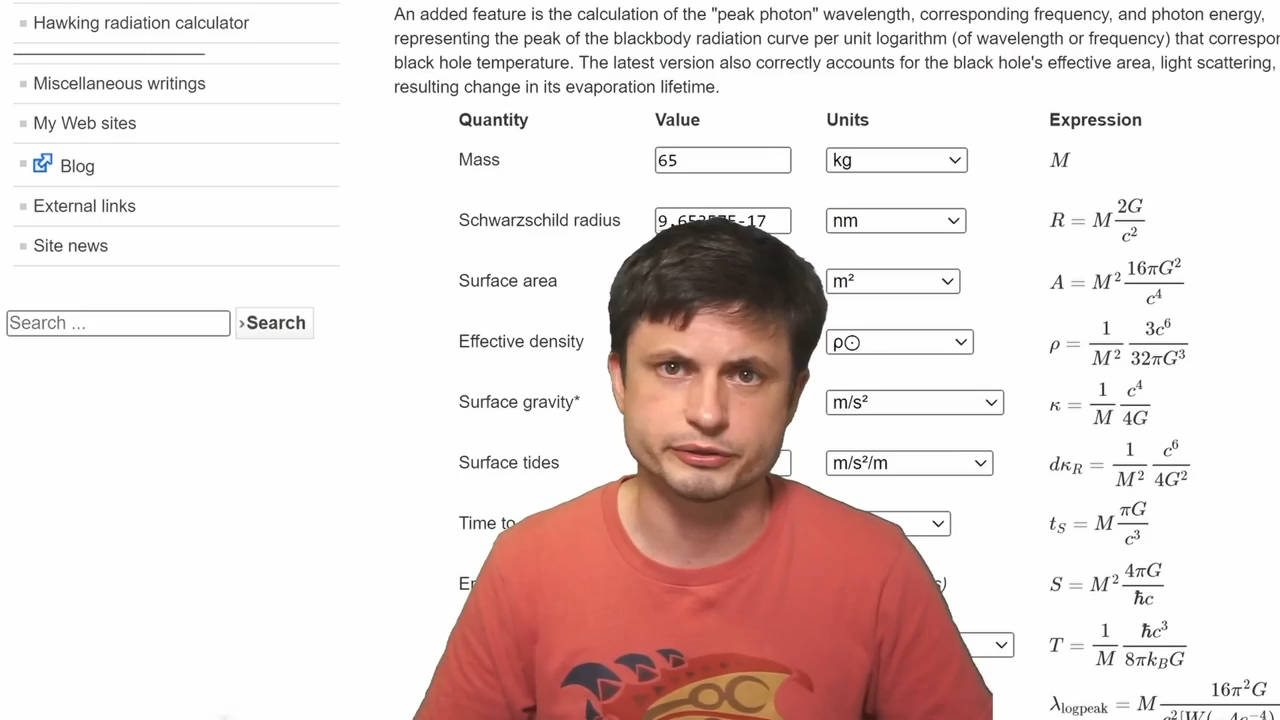 Hawking radiation calculator
Miscellaneous writings
My Web sites
Blog
External links
Site news
Search ...
›Search
An added feature is the calculation of the "peak photon" wavelength, corresponding frequency, and photon energy,
representing the peak of the blackbody radiation curve per unit logarithm (of wavelength or frequency) that
black hole temperature. The latest version also correctly accounts for the black hole's effective area, light scattering,
resulting change in its evaporation lifetime.
Quantity Value Units Expression
Mass 65 kg M
Schwarzschild radius nm R = M 2G/c²
Surface area m² A = M² 16πG²/c⁴
Effective density ρ☉ ρ = 1/M² 3c⁶/32πG³
Surface gravity* m/s² κ = 1/M c⁴/4G
Surface tides m/s²/m dκ_R = 1/M² c⁶/4G²
Time to t_S = M πG/c³
S = M² 4πG/ħc
T = 1/M ħc³/8πk_BG
λ_logpeak = M 16π²G